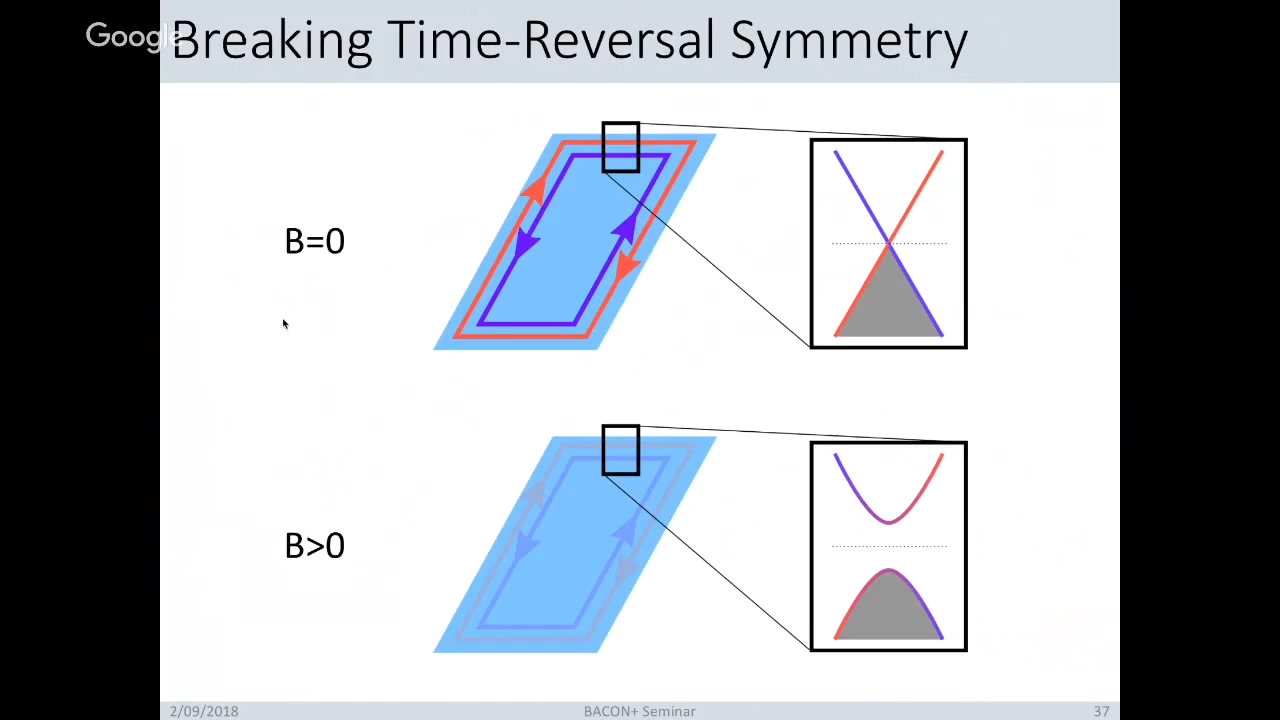 Google
Breaking Time-Reversal Symmetry
B=0
B>0
2/09/2018
BACON+ Seminar
37